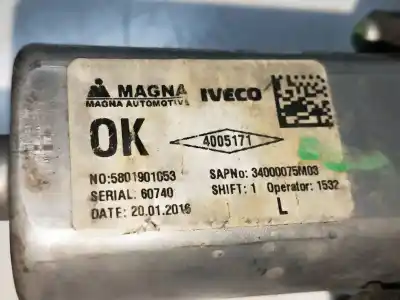 MAGNA IVECO
MAGNA AUTOMOTIVE
OK 4005171
NO:5801901053 SAPNo: 34000075M03
SERIAL: 60740 SHIFT: 1 Operator: 1532
DATE: 20.01.2016 L